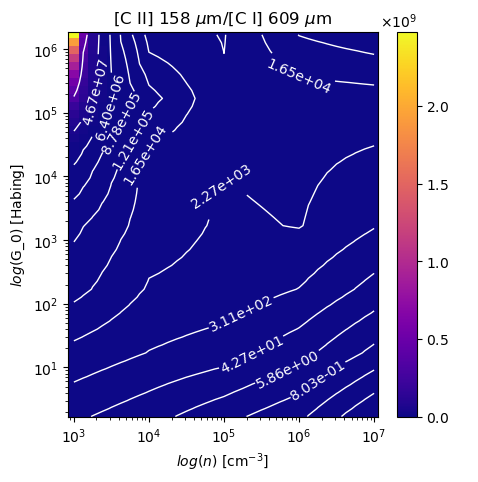 [C II] 158 μm/[C I] 609 μm
×10⁹
10⁶
10⁵
10⁴
10³
10²
10¹
log(G_0) [Habing]
4.67e+07
6.40e+06
8.78e+05
1.21e+05
1.65e+04
1.65e+04
2.27e+03
3.11e+02
4.27e+01
5.86e+00
8.03e-01
2.0
1.5
1.0
0.5
0.0
10³ 10⁴ 10⁵ 10⁶ 10⁷
log(n) [cm⁻³]